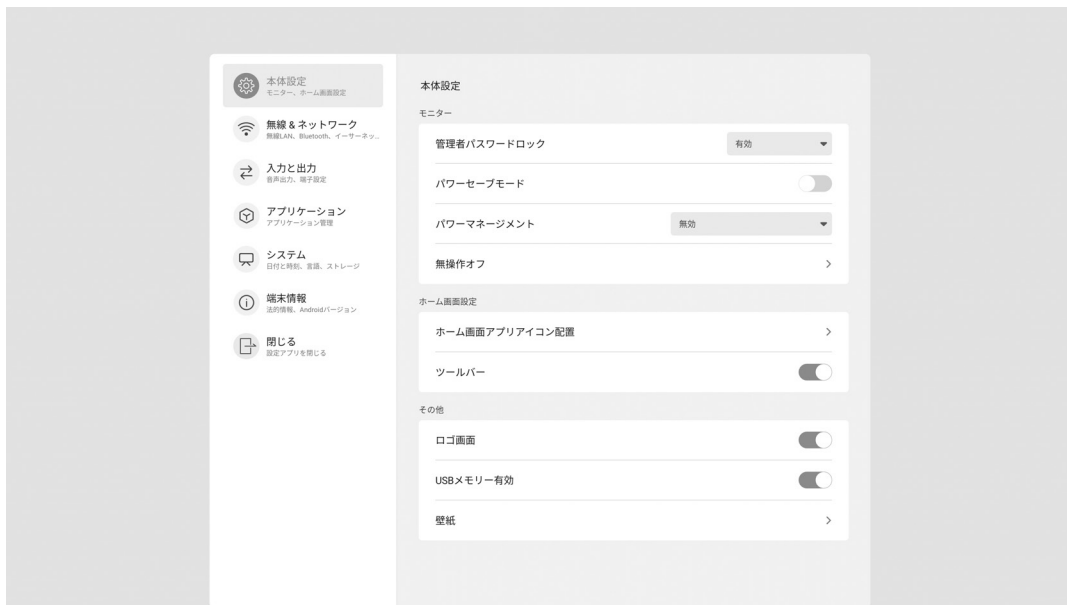 本体設定
モニター、ホーム画面設定
無線 & ネットワーク
無線LAN、Bluetooth、イーサーネッ...
入力と出力
音声出力、端子設定
アプリケーション
アプリケーション管理
システム
日付と時刻、言語、ストレージ
端末情報
法的情報、Androidバージョン
閉じる
設定アプリを閉じる
本体設定
モニター
管理者パスワードロック 有効
パワーセーブモード
パワーマネージメント 無効
無操作オフ
ホーム画面設定
ホーム画面アプリアイコン配置
ツールバー
その他
ロゴ画面
USBメモリー有効
壁紙